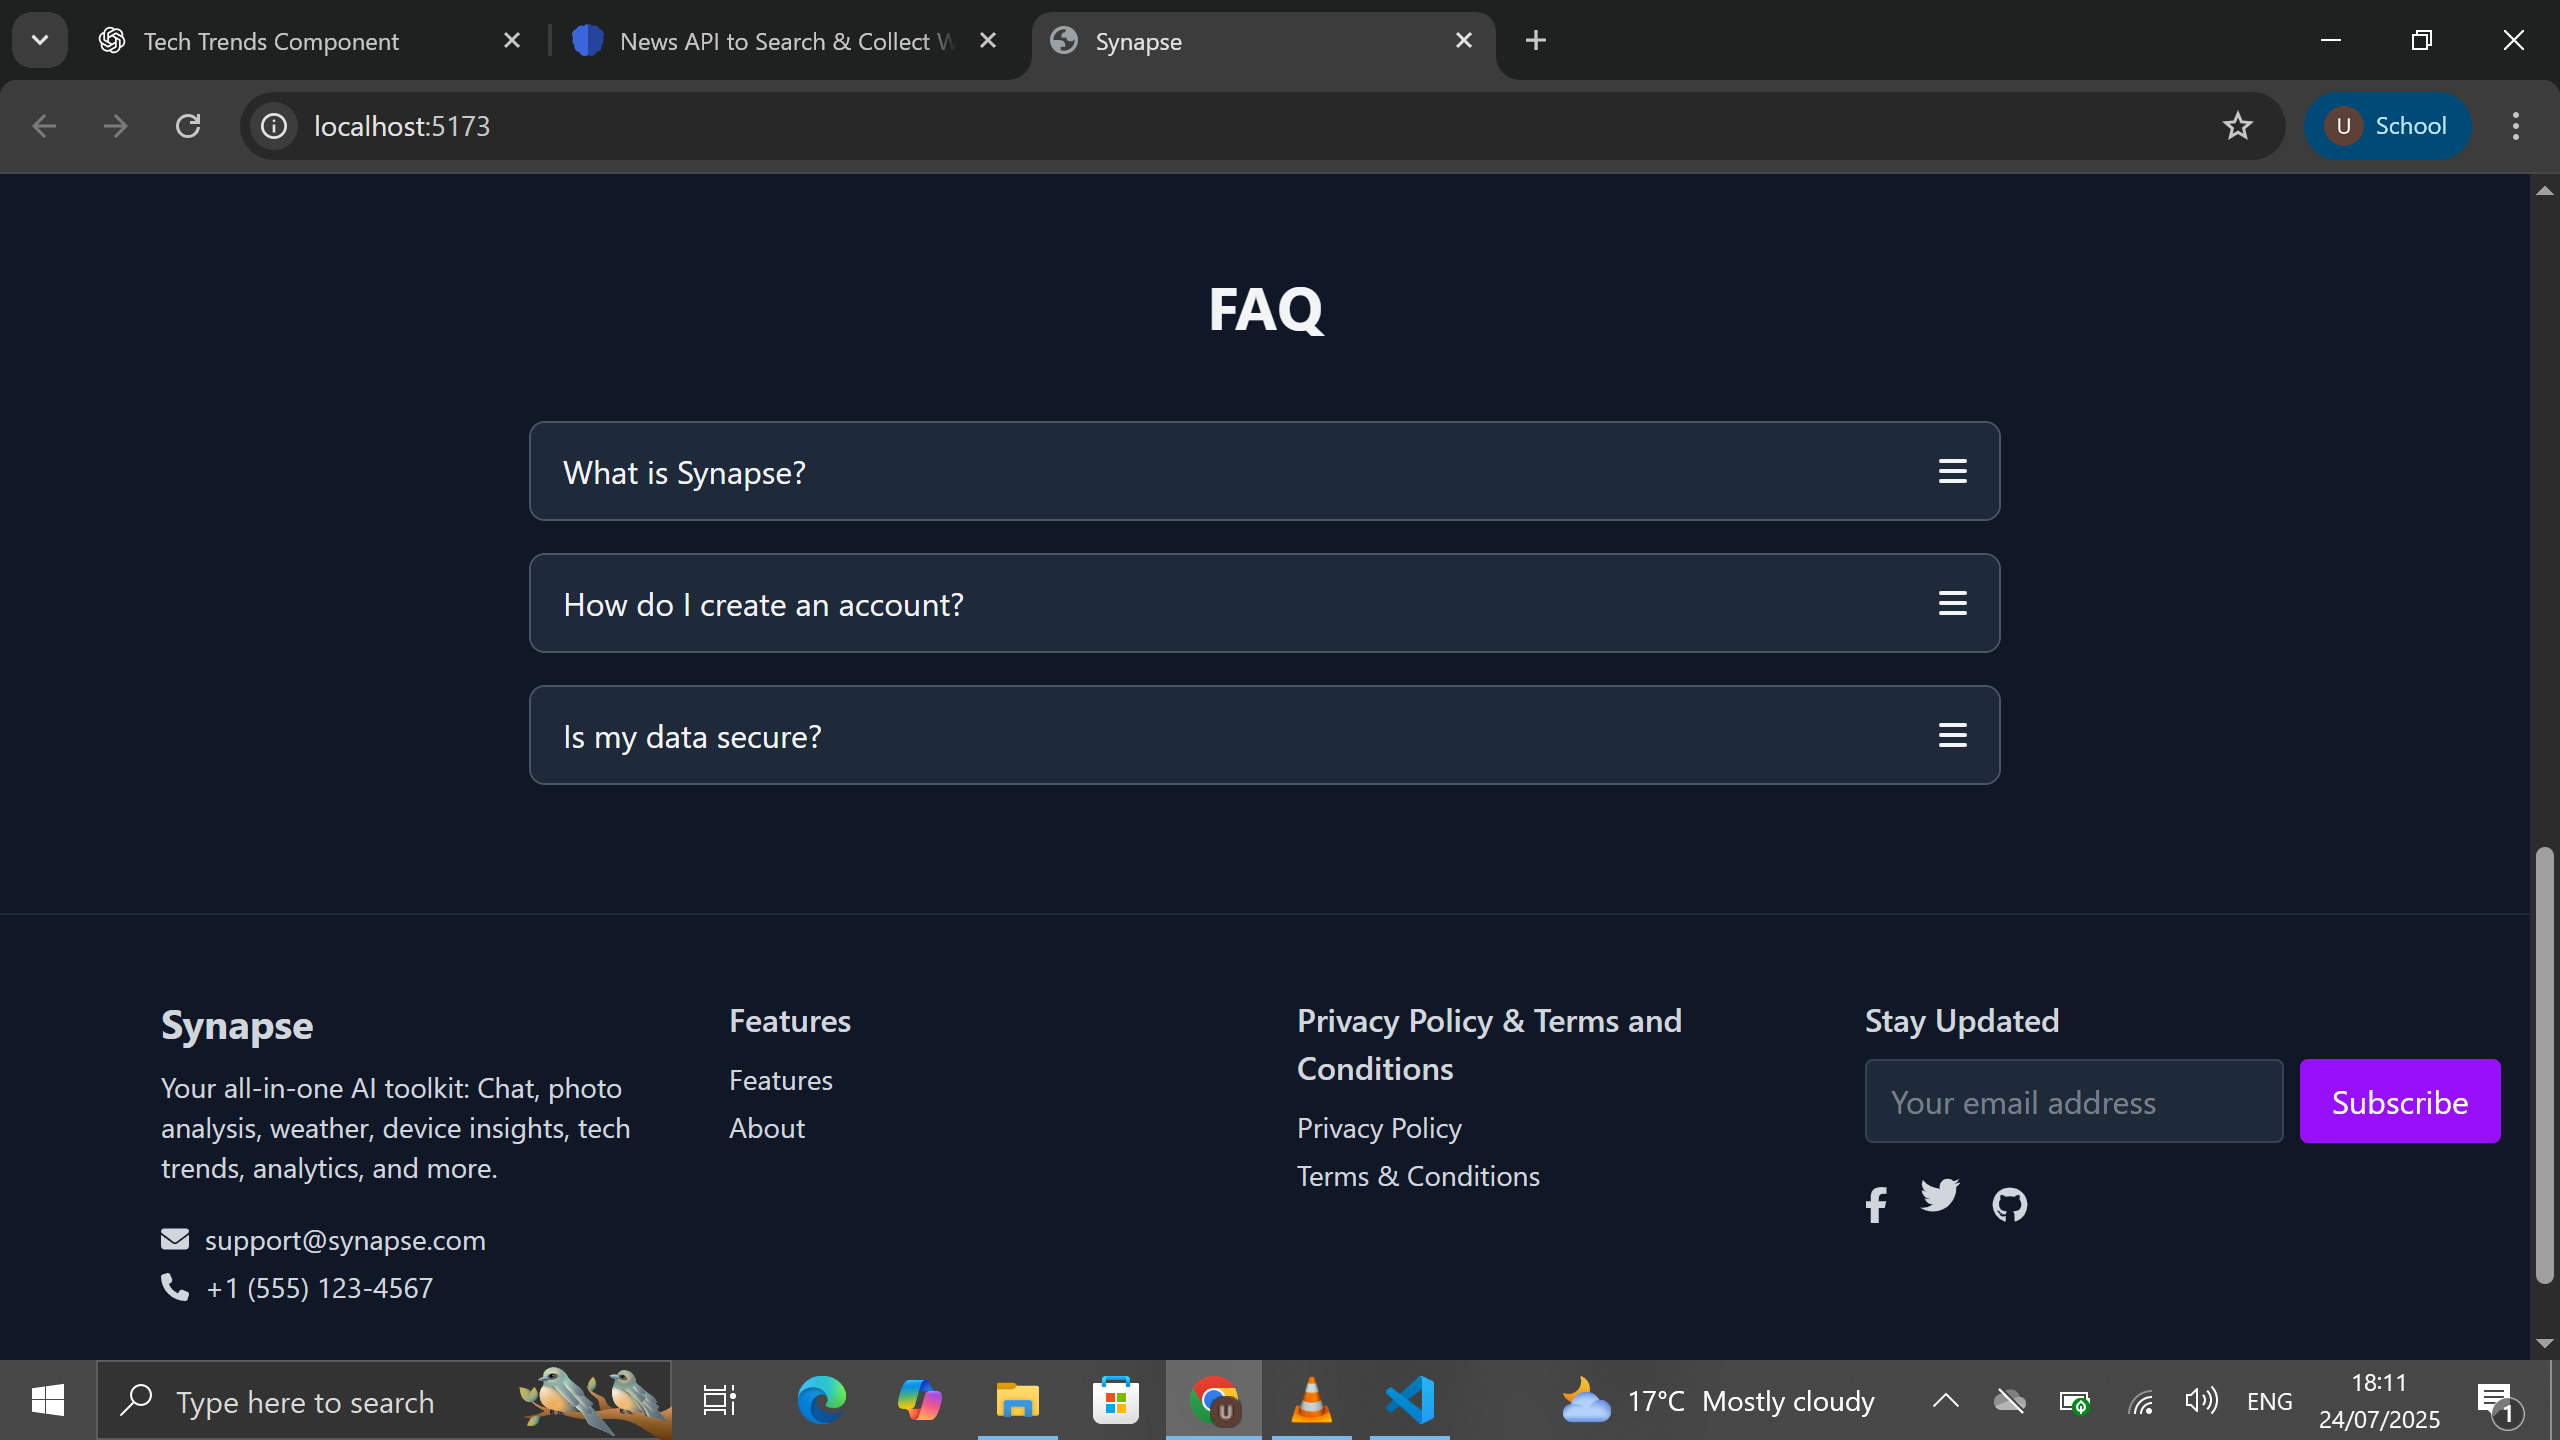 Tech Trends Component
News API to Search & Collect W
Synapse
localhost:5173
U
School
FAQ
What is Synapse?
How do I create an account?
Is my data secure?
Synapse
Your all-in-one AI toolkit: Chat, photo
analysis, weather, device insights, tech
trends, analytics, and more.
support@synapse.com
+1 (555) 123-4567
Features
Features
About
Privacy Policy & Terms and
Conditions
Privacy Policy
Terms & Conditions
Stay Updated
Your email address
Subscribe
Type here to search
U
17°C Mostly cloudy
ENG
18:11
24/07/2025
1